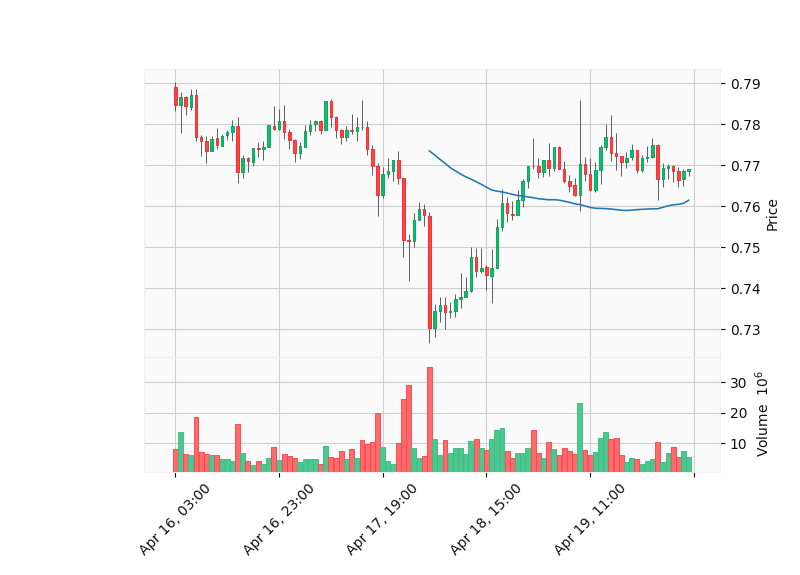 0.79
0.78
0.77
0.76
0.75
0.74
0.73
Price
30
20
10
Volume 10⁶
Apr 16, 03:00
Apr 16, 23:00
Apr 17, 19:00
Apr 18, 15:00
Apr 19, 11:00